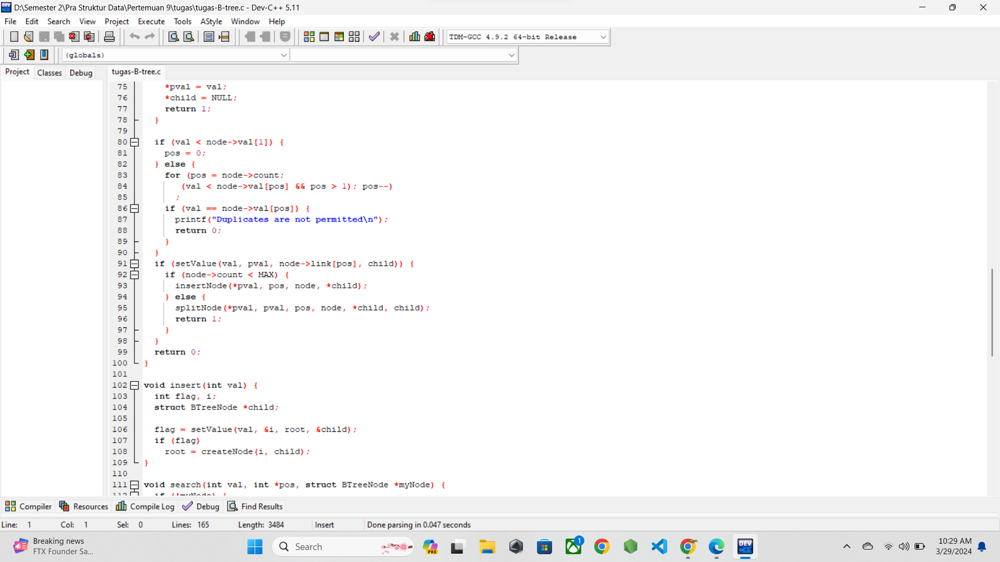 D:\Semester 2\Pra Struktur Data\Pertemuan 9\tugas\tugas-B-tree.c - Dev-C++ 5.11
File Edit Search View Project Execute Tools AStyle Window Help
TDM-GCC 4.9.2 64-bit Release
(globals)
Project Classes Debug
tugas-B-tree.c
75 *pval = val;
76 *child = NULL;
77 return 1;
78 }
79
80 if (val < node->val[1]) {
81 pos = 0;
82 } else {
83 for (pos = node->count;
84 (val < node->val[pos] && pos > 1); pos--)
85 ;
86 if (val == node->val[pos]) {
87 printf("Duplicates are not permitted\n");
88 return 0;
89 }
90 }
91 if (setValue(val, pval, node->link[pos], child)) {
92 if (node->count < MAX) {
93 insertNode(*pval, pos, node, *child);
94 } else {
95 splitNode(*pval, pval, pos, node, *child, child);
96 return 1;
97 }
98 }
99 return 0;
100 }
101
102 void insert(int val) {
103 int flag, i;
104 struct BTreeNode *child;
105
106 flag = setValue(val, &i, root, &child);
107 if (flag)
108 root = createNode(i, child);
109 }
110
111 void search(int val, int *pos, struct BTreeNode *myNode) {
112 if (!myNode) {
Compiler Resources Compile Log Debug Find Results
Line: 1 Col: 1 Sel: 0 Lines: 165 Length: 3484 Insert Done parsing in 0.047 seconds
Breaking news
FTX Founder Sa...
Search
PRE
1
DEV C++
10:29 AM
3/29/2024